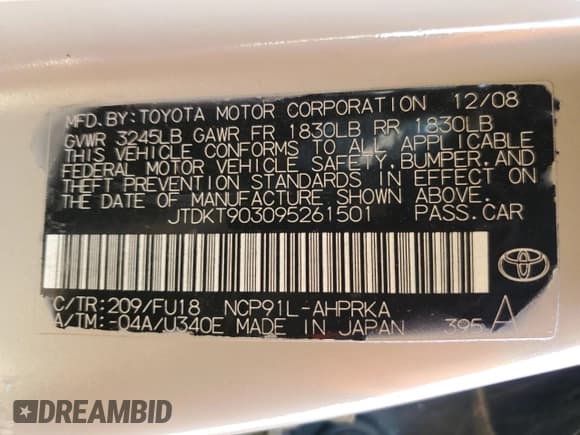 MFD. BY: TOYOTA MOTOR CORPORATION 12/08
GVWR 3245LB GAWR FR 1830LB RR 1830LB
THIS VEHICLE CONFORMS TO ALL APPLICABLE
FEDERAL MOTOR VEHICLE SAFETY, BUMPER, AND
THEFT PREVENTION STANDARDS IN EFFECT ON
THE DATE OF MANUFACTURE SHOWN ABOVE.
JTDKT903095261501 PASS. CAR
C/TR: 209/FU18 NCP91L-AHPRKA
A/TM: -04A/U340E MADE IN JAPAN 395 A
DREAMBID